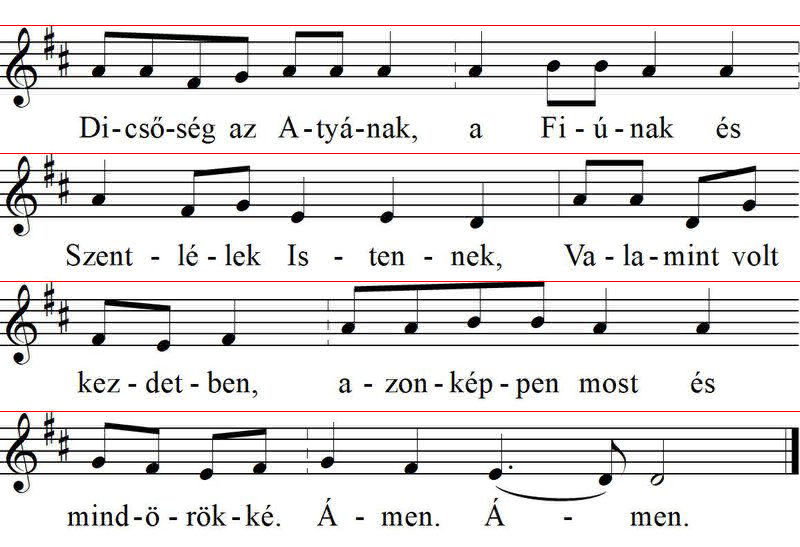 Di-cső-ség az A-tyá-nak, a Fi-ú-nak és
Szent-lé-lek Is-ten-nek, Va-la-mint volt
kez-det-ben, a-zon-kép-pen most és
mind-ö-rök-ké. Á-men. Á-men.